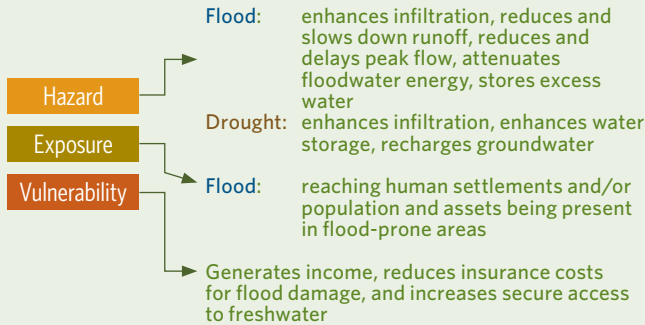 Flood: enhances infiltration, reduces and
slows down runoff, reduces and
delays peak flow, attenuates
floodwater energy, stores excess
water
Hazard
Drought: enhances infiltration, enhances water
storage, recharges groundwater
Exposure
Flood: reaching human settlements and/or
population and assets being present
in flood-prone areas
Vulnerability
Generates income, reduces insurance costs
for flood damage, and increases secure access
to freshwater